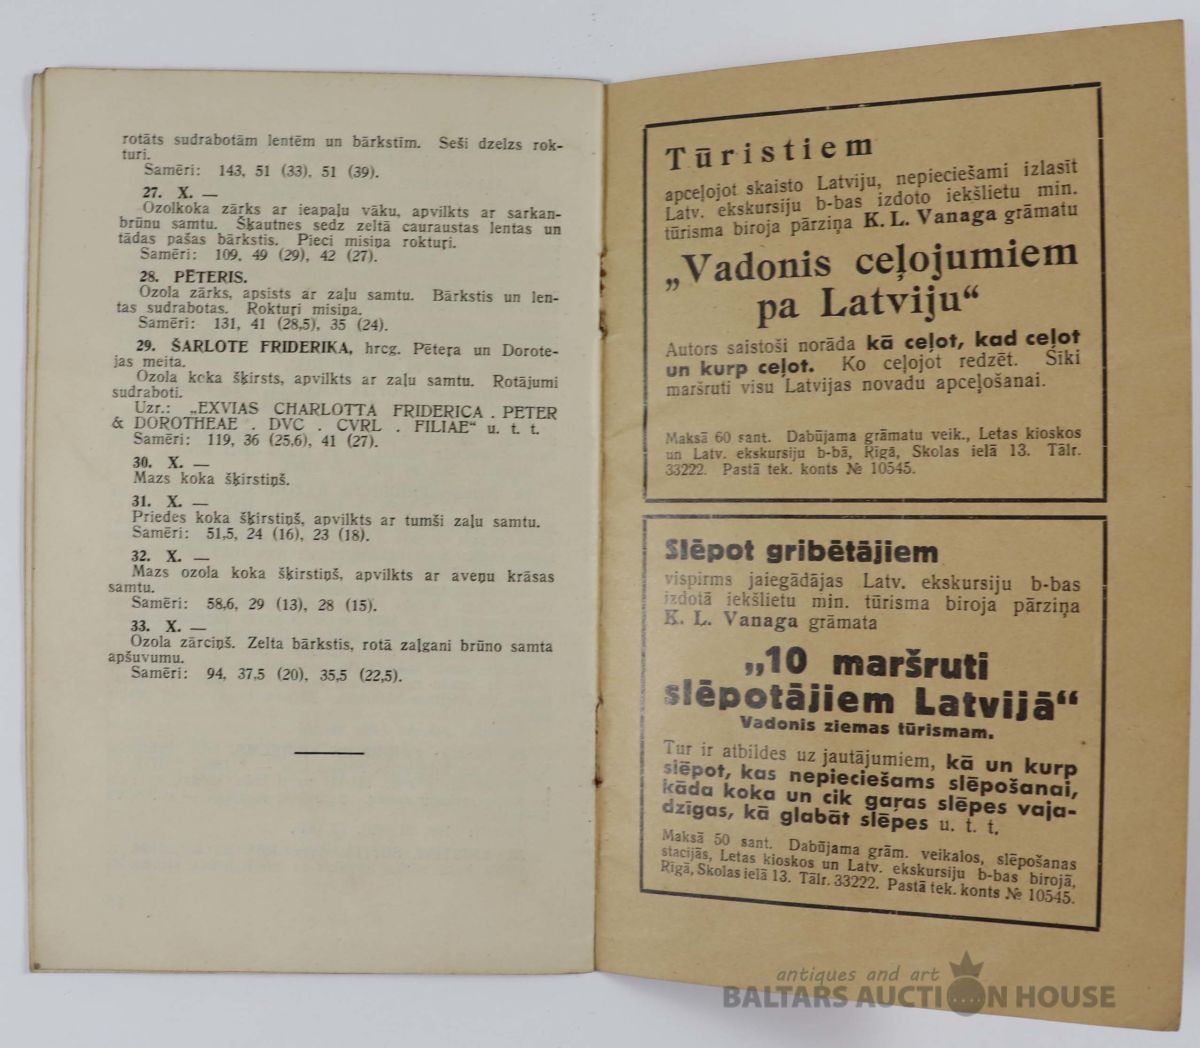 rotāts sudrabotām lentēm un bārkstīm. Seši dzelzs rok-
turi.
Samēri: 143, 51 (33), 51 (39).
27. X. —
Ozolkoka zārks ar ieapaļu vāku, apvilkts ar sarkan-
brūnu samtu. Šķautnes sedz zeltā cauraustas lentas un
tādas pašas bārkstis. Pieci misiņa rokturi.
Samēri: 109, 49 (29), 42 (27).
28. PĒTERIS.
Ozola zārks, apsists ar zaļu samtu. Bārkstis un len-
tas sudrabotas. Rokturi misiņa.
Samēri: 131, 41 (28,5), 35 (24).
29. ŠARLOTE FRIDERIKA, hrcg. Pētera un Dorote-
jas meita.
Ozola koka šķirsts, apvilkts ar zaļu samtu. Rotājumi
sudraboti.
Uzr.: „EXVIAS CHARLOTTA FRIDERICA . PETER
& DOROTHEAE . DVC . CVRL . FILIAE“ u. t. t.
Samēri: 119, 36 (25,6), 41 (27).
30. X. —
Mazs koka šķirstiņš.
31. X. —
Priedes koka šķirstiņš, apvilkts ar tumši zaļu samtu.
Samēri: 51,5, 24 (16), 23 (18).
32. X. —
Mazs ozola koka šķirstiņš, apvilkts ar aveņu krāsas
samtu.
Samēri: 58,6, 29 (13), 28 (15).
33. X. —
Ozola zārciņš. Zelta bārkstis, rotā zaļgani brūno samta
apšuvumu.
Samēri: 94, 37,5 (20), 35,5 (22,5).
Tūristiem
apceļojot skaisto Latviju, nepieciešami izlasīt
Latv. ekskursiju b-bas izdoto iekšlietu min.
tūrisma biroja pārziņa K. L. Vanaga grāmatu
„Vadonis ceļojumiem
pa Latviju“
Autors saistoši norāda kā ceļot, kad ceļot
un kurp ceļot. Ko ceļojot redzēt. Sīki
maršruti visu Latvijas novadu apceļošanai.
Maksā 60 sant. Dabūjama grāmatu veik., Letas kioskos
un Latv. ekskursiju b-bā, Rīgā, Skolas ielā 13. Tālr.
33222. Pastā tek. konts № 10545.
Slēpot gribētājiem
vispirms jaiegādājas Latv. ekskursiju b-bas
izdotā iekšlietu min. tūrisma biroja pārziņa
K. L. Vanaga grāmata
„10 maršruti
slēpotājiem Latvijā“
Vadonis ziemas tūrismam.
Tur ir atbildes uz jautājumiem, kā un kurp
slēpot, kas nepieciešams slēpošanai,
kāda koka un cik garas slēpes vaja-
dzīgas, kā glabāt slēpes u. t. t.
Maksā 50 sant. Dabūjama grām. veikalos, slēpošanas
stacijās, Letas kioskos un Latv. ekskursiju b-bas birojā,
Rīgā, Skolas ielā 13. Tālr. 33222. Pastā tek. konts № 10545.
antiques and art
BALTARS AUCTION HOUSE